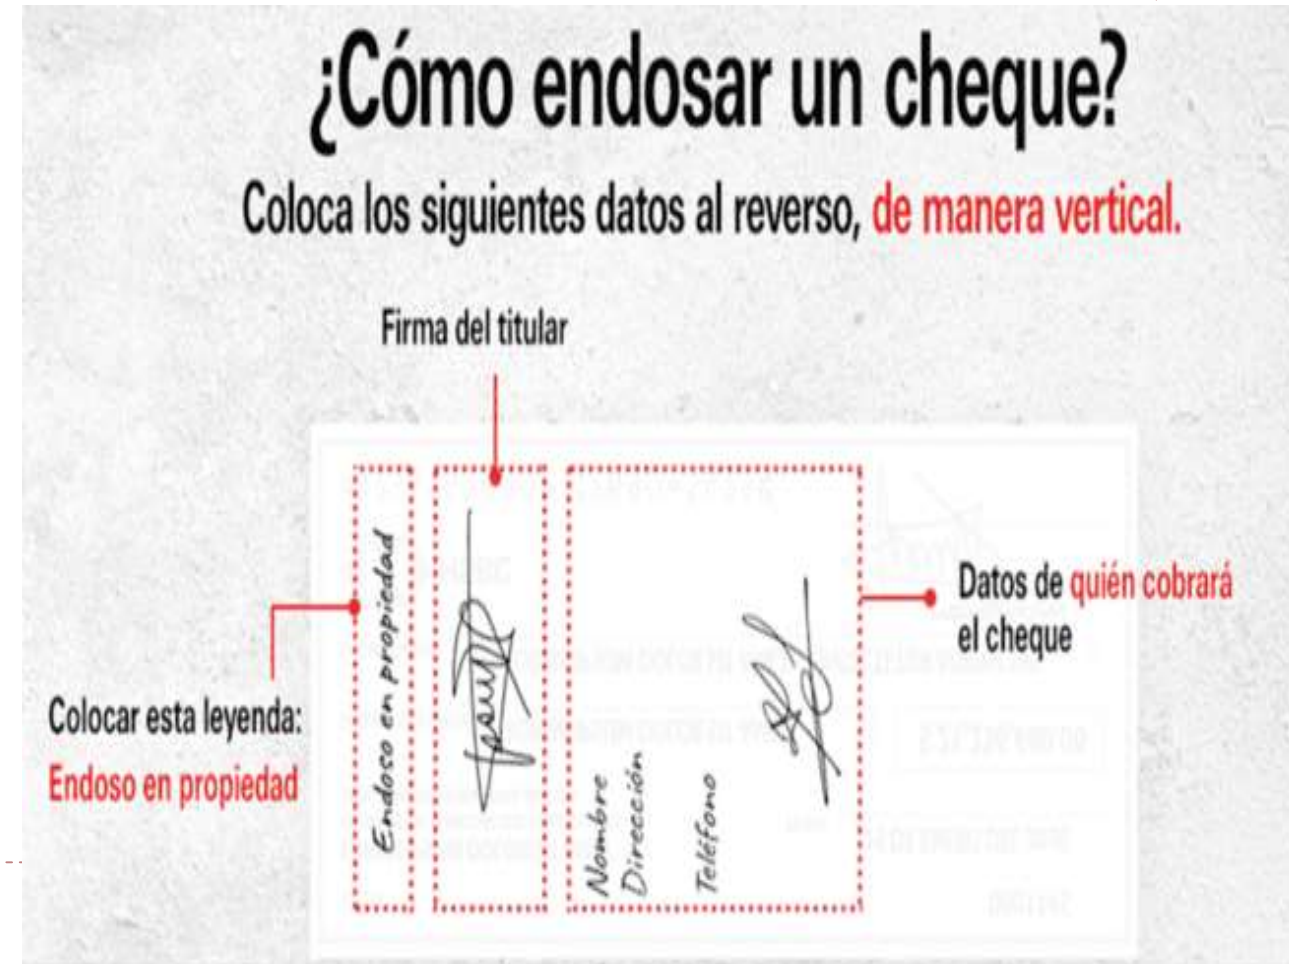 ¿Cómo endosar un cheque?
Coloca los siguientes datos al reverso, de manera vertical.
Firma del titular
Endoso en propiedad
Nombre
Dirección
Teléfono
Datos de quién cobrará
el cheque
Colocar esta leyenda:
Endoso en propiedad